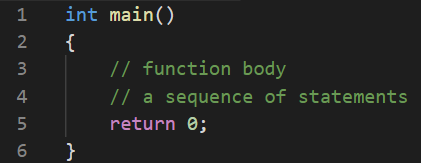 1 int main()
2 {
3     // function body
4     // a sequence of statements
5     return 0;
6 }